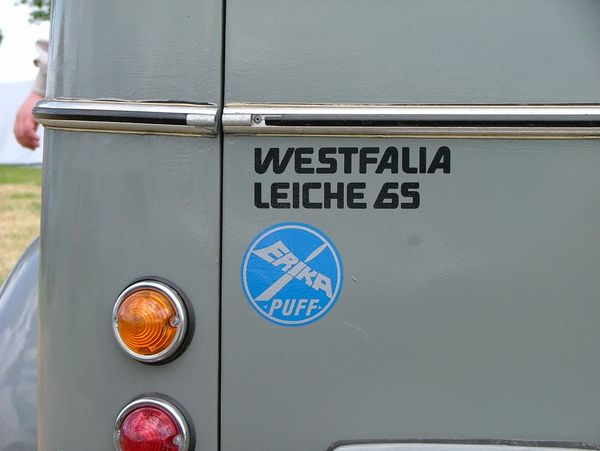 WESTFALIA
LEICHE 65
ERIKA
·PUFF·